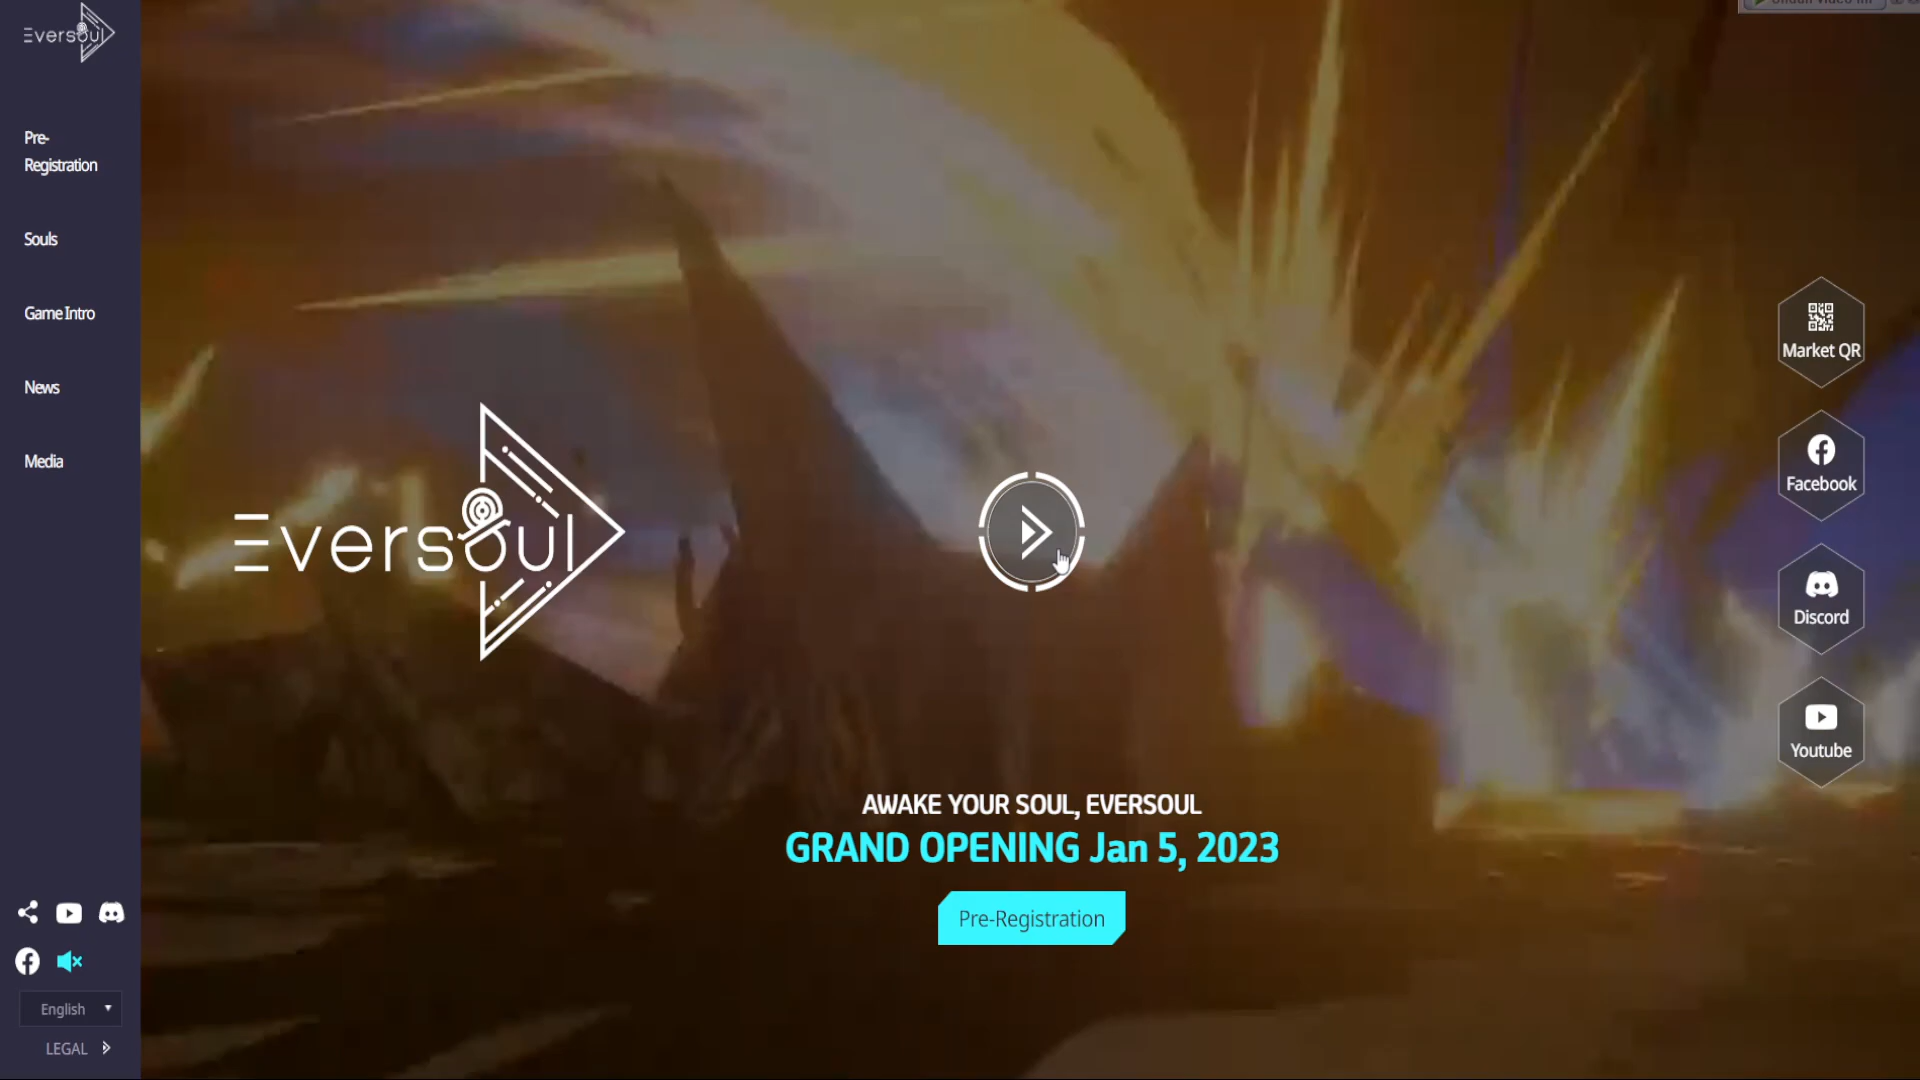 Eversoul
Pre-
Registration
Souls
Game Intro
News
Media
English
LEGAL
Eversoul
AWAKE YOUR SOUL, EVERSOUL
GRAND OPENING Jan 5, 2023
Pre-Registration
Market QR
Facebook
Discord
Youtube